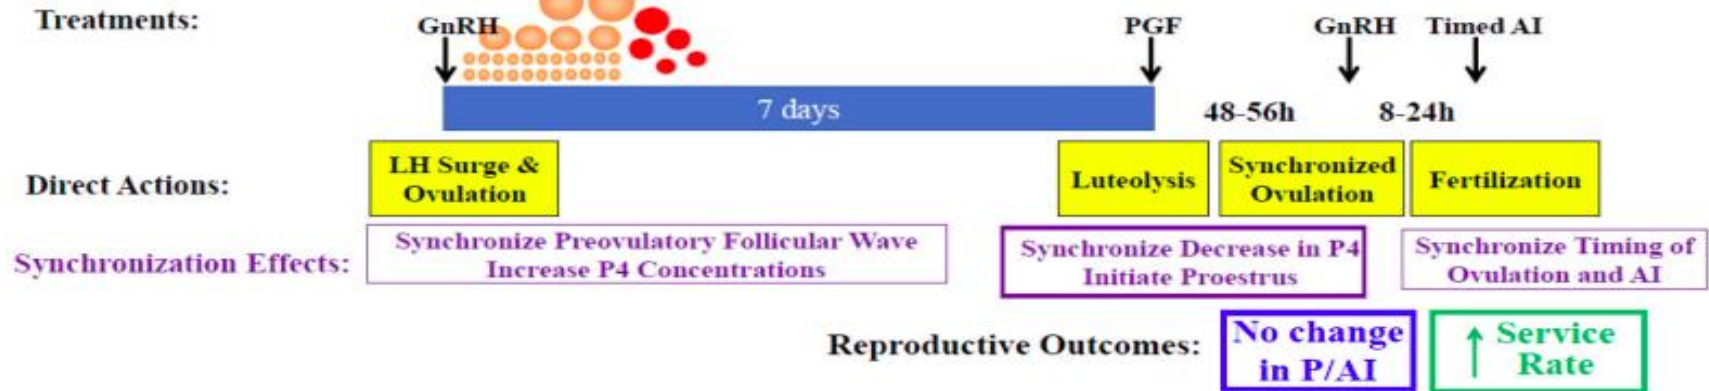 Treatments:
GnRH
PGF
GnRH
Timed AI
7 days
48-56h
8-24h
Direct Actions:
LH Surge &
Ovulation
Luteolysis
Synchronized
Ovulation
Fertilization
Synchronization Effects:
Synchronize Preovulatory Follicular Wave
Increase P4 Concentrations
Synchronize Decrease in P4
Initiate Proestrus
Synchronize Timing of
Ovulation and AI
Reproductive Outcomes:
No change
in P/AI
↑ Service
Rate